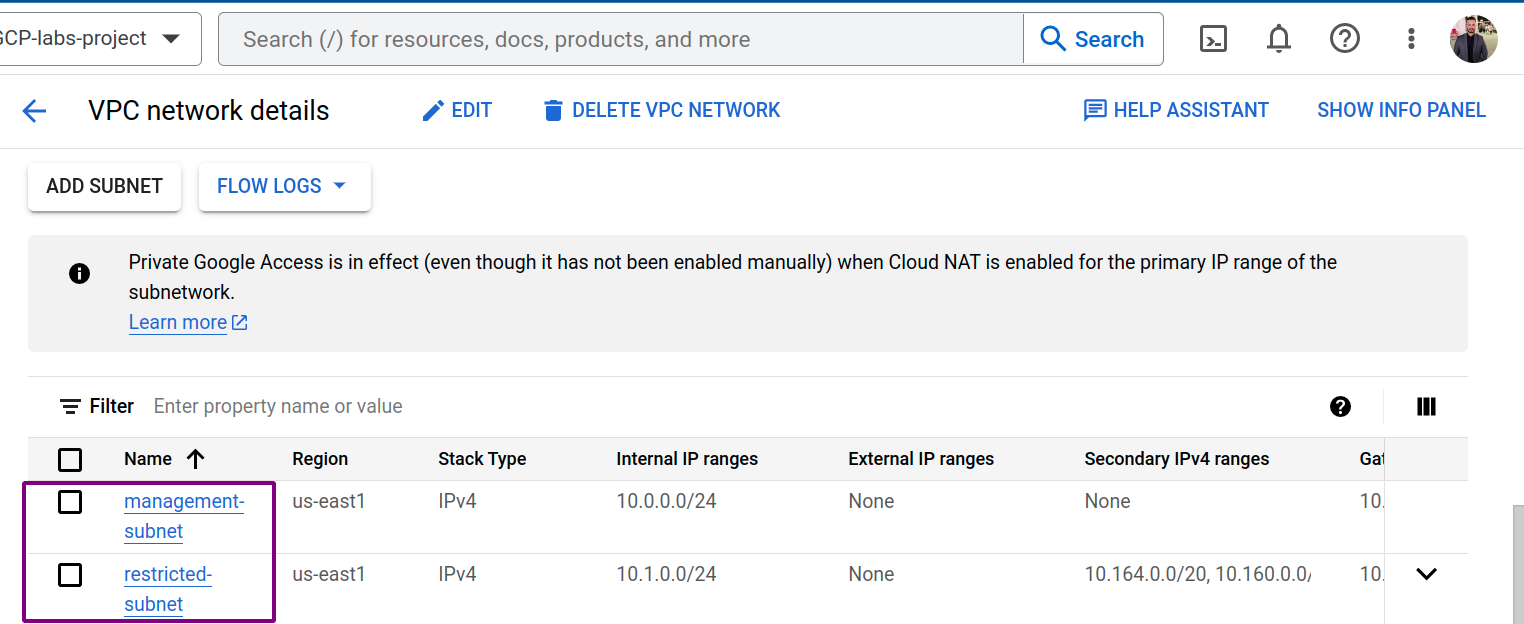 GCP-labs-project
Search (/) for resources, docs, products, and more
Search
VPC network details
EDIT
DELETE VPC NETWORK
HELP ASSISTANT
SHOW INFO PANEL
ADD SUBNET
FLOW LOGS
Private Google Access is in effect (even though it has not been enabled manually) when Cloud NAT is enabled for the primary IP range of the
subnetwork.
Learn more
Filter Enter property name or value
Name Region Stack Type Internal IP ranges External IP ranges Secondary IPv4 ranges Gat
management- us-east1 IPv4 10.0.0.0/24 None None 10.
subnet
restricted- us-east1 IPv4 10.1.0.0/24 None 10.164.0.0/20, 10.160.0.0/ 10.
subnet